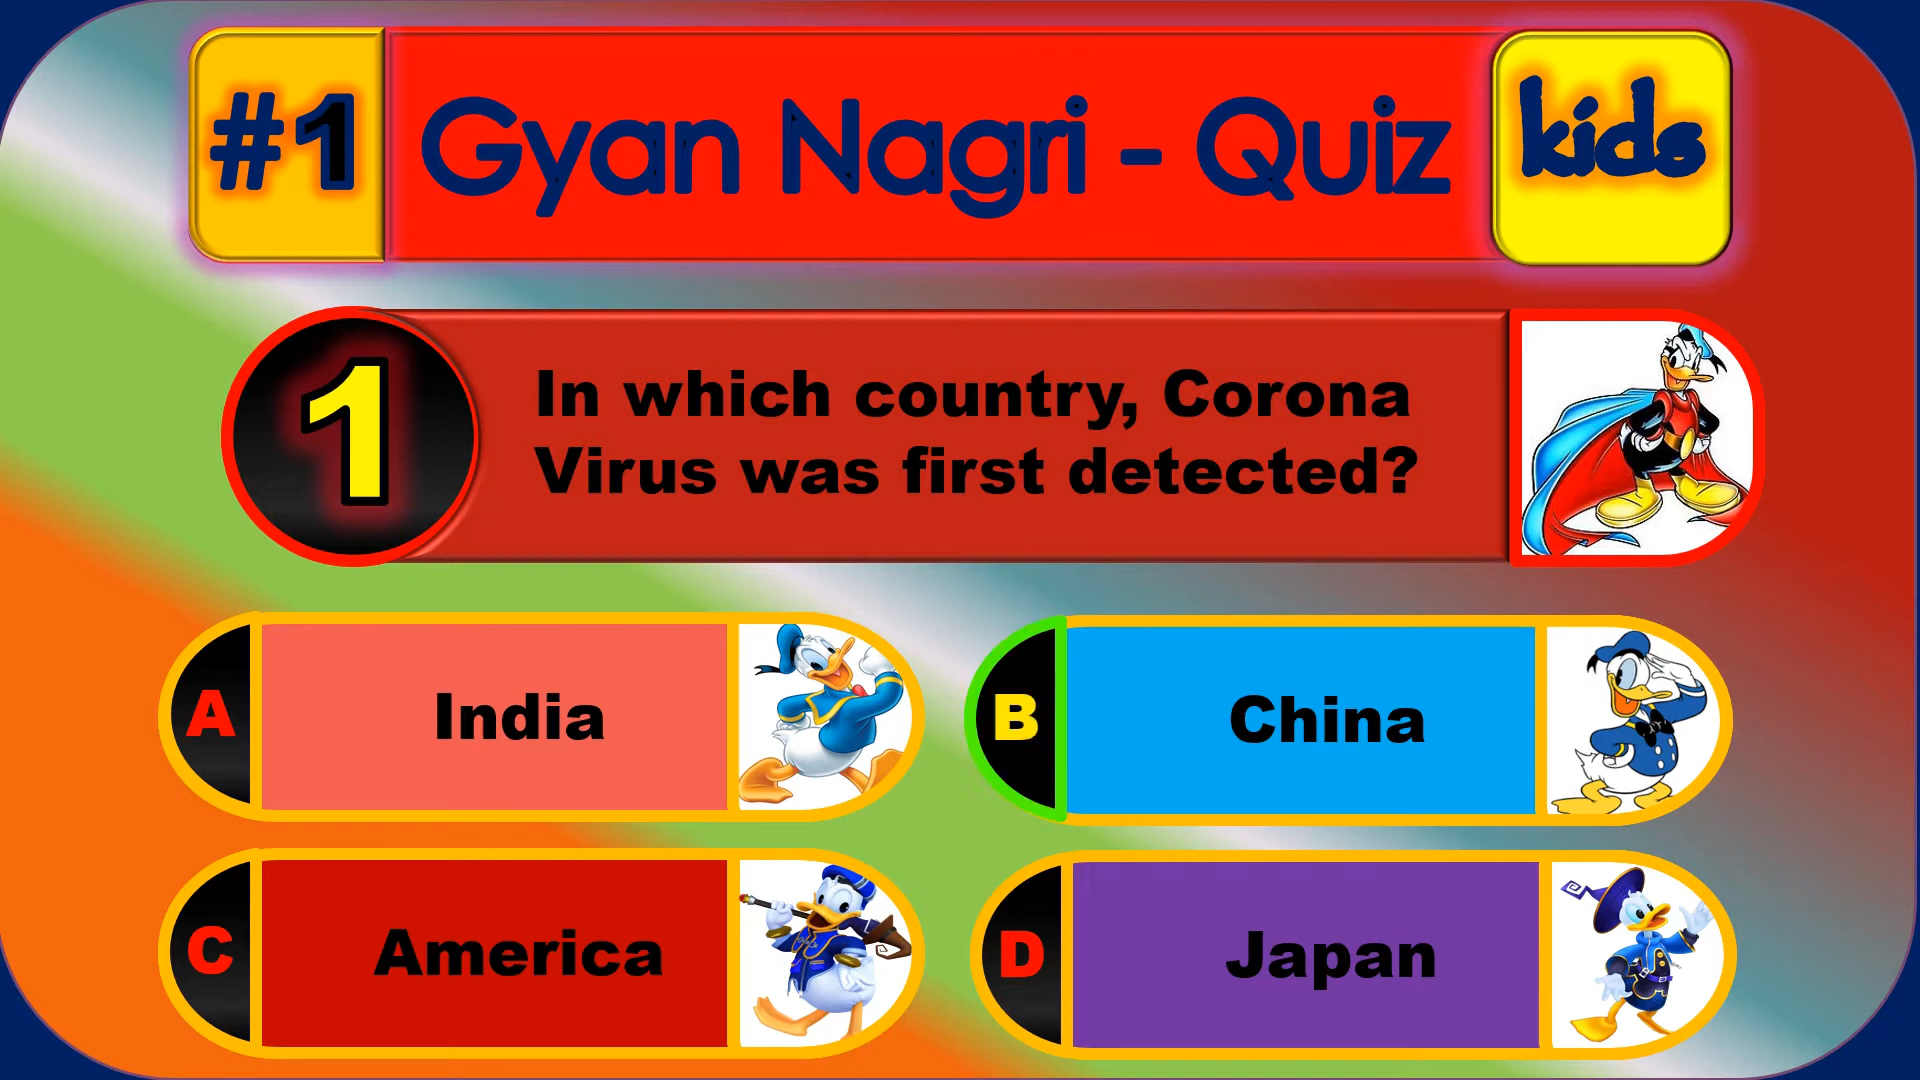 #1 Gyan Nagri - Quiz kids
1
In which country, Corona
Virus was first detected?
A India
B China
C America
D Japan